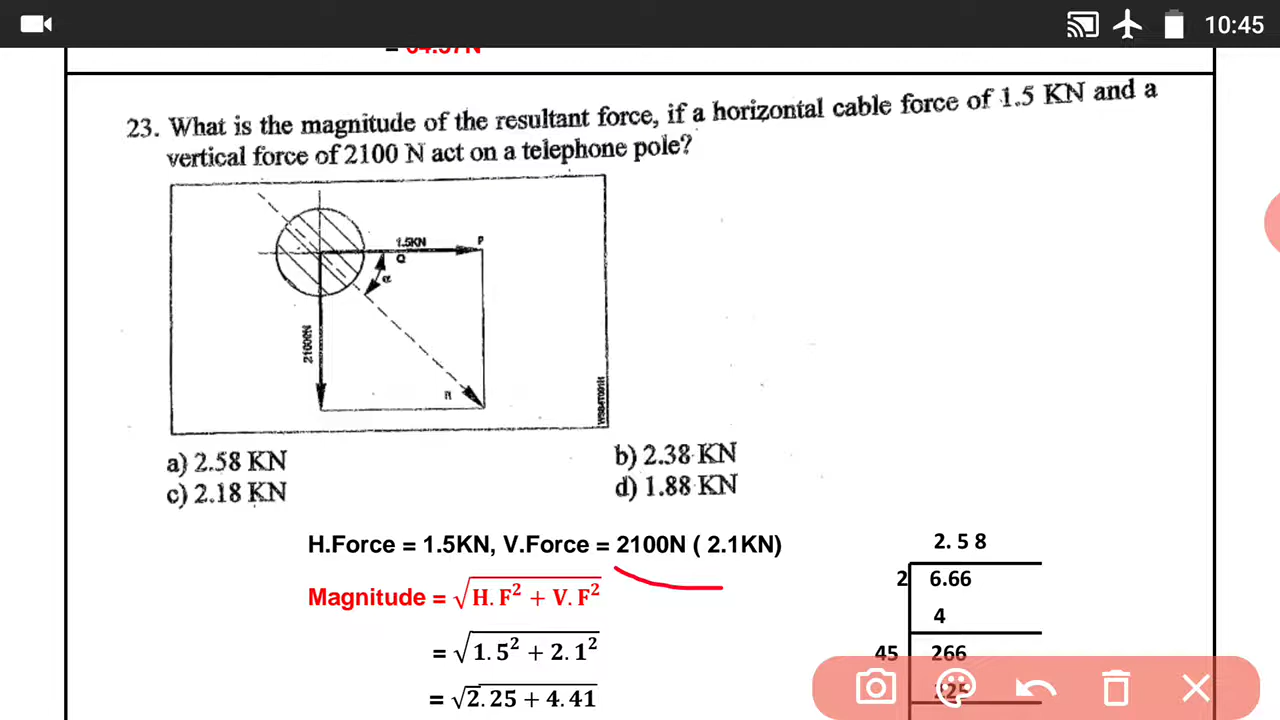 10:45
= 64.57N
23. What is the magnitude of the resultant force, if a horizontal cable force of 1.5 KN and a
vertical force of 2100 N act on a telephone pole?
1.5KN
P
Q
α
2100N
R
a) 2.58 KN
b) 2.38 KN
c) 2.18 KN
d) 1.88 KN
H.Force = 1.5KN, V.Force = 2100N ( 2.1KN)
Magnitude = √H. F² + V. F²
= √1. 5² + 2. 1²
= √2. 25 + 4. 41
2. 5 8
2 6.66
4
45 266
225